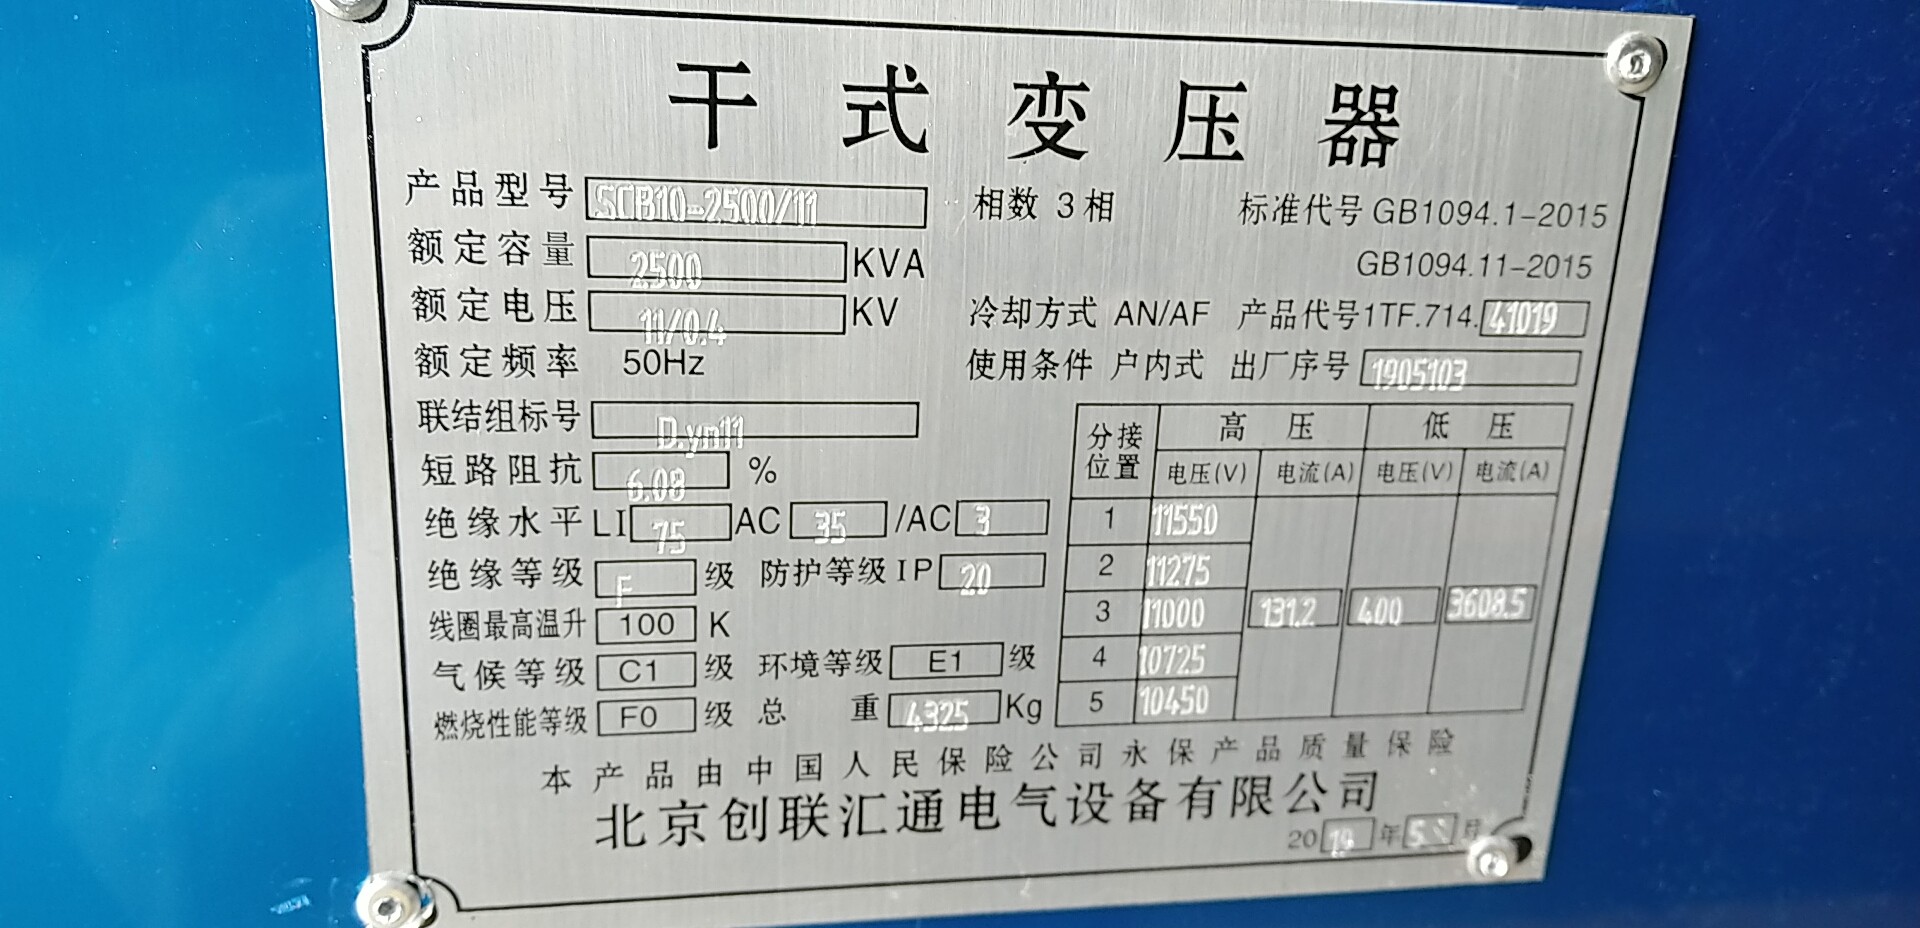 干式变压器
产品型号 SCB10-2500/11 相数 3相 标准代号 GB1094.1-2015
额定容量 2500 KVA GB1094.11-2015
额定电压 11/0.4 KV 冷却方式 AN/AF 产品代号1TF.714.41019
额定频率 50Hz 使用条件 户内式 出厂序号 1905103
联结组标号 D.yn11
短路阻抗 6.08 %
绝缘水平 LI 75 AC 35 /AC 3
绝缘等级 F 级 防护等级 IP 20
线圈最高温升 100 K
气候等级 C1 级 环境等级 E1 级
燃烧性能等级 F0 级 总重 4325 Kg
分接位置 高压 低压
电压(V) 电流(A) 电压(V) 电流(A)
1 11550
2 11275
3 11000 131.2 400 3608.5
4 10725
5 10450
本产品由中国人民保险公司永保产品质量保险
北京创联汇通电气设备有限公司
2019年5月